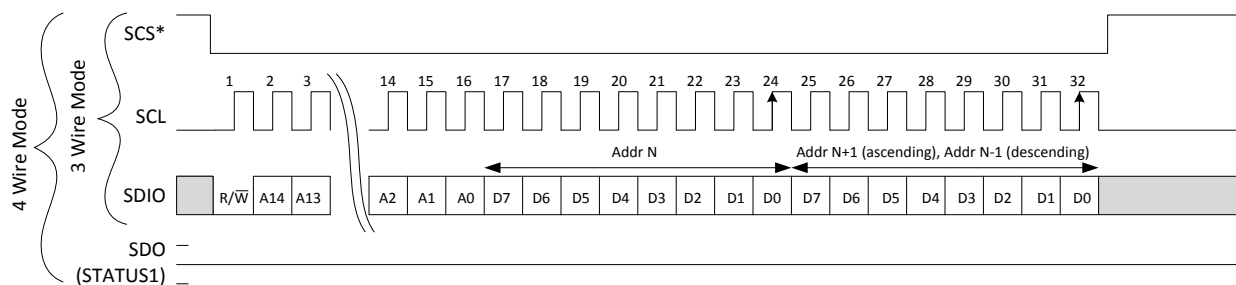 4 Wire Mode
3 Wire Mode
SCS*
SCL
1 2 3 14 15 16 17 18 19 20 21 22 23 24 25 26 27 28 29 30 31 32
Addr N
Addr N+1 (ascending), Addr N-1 (descending)
SDIO
R/W̅ A14 A13 A2 A1 A0 D7 D6 D5 D4 D3 D2 D1 D0 D7 D6 D5 D4 D3 D2 D1 D0
SDO
(STATUS1)